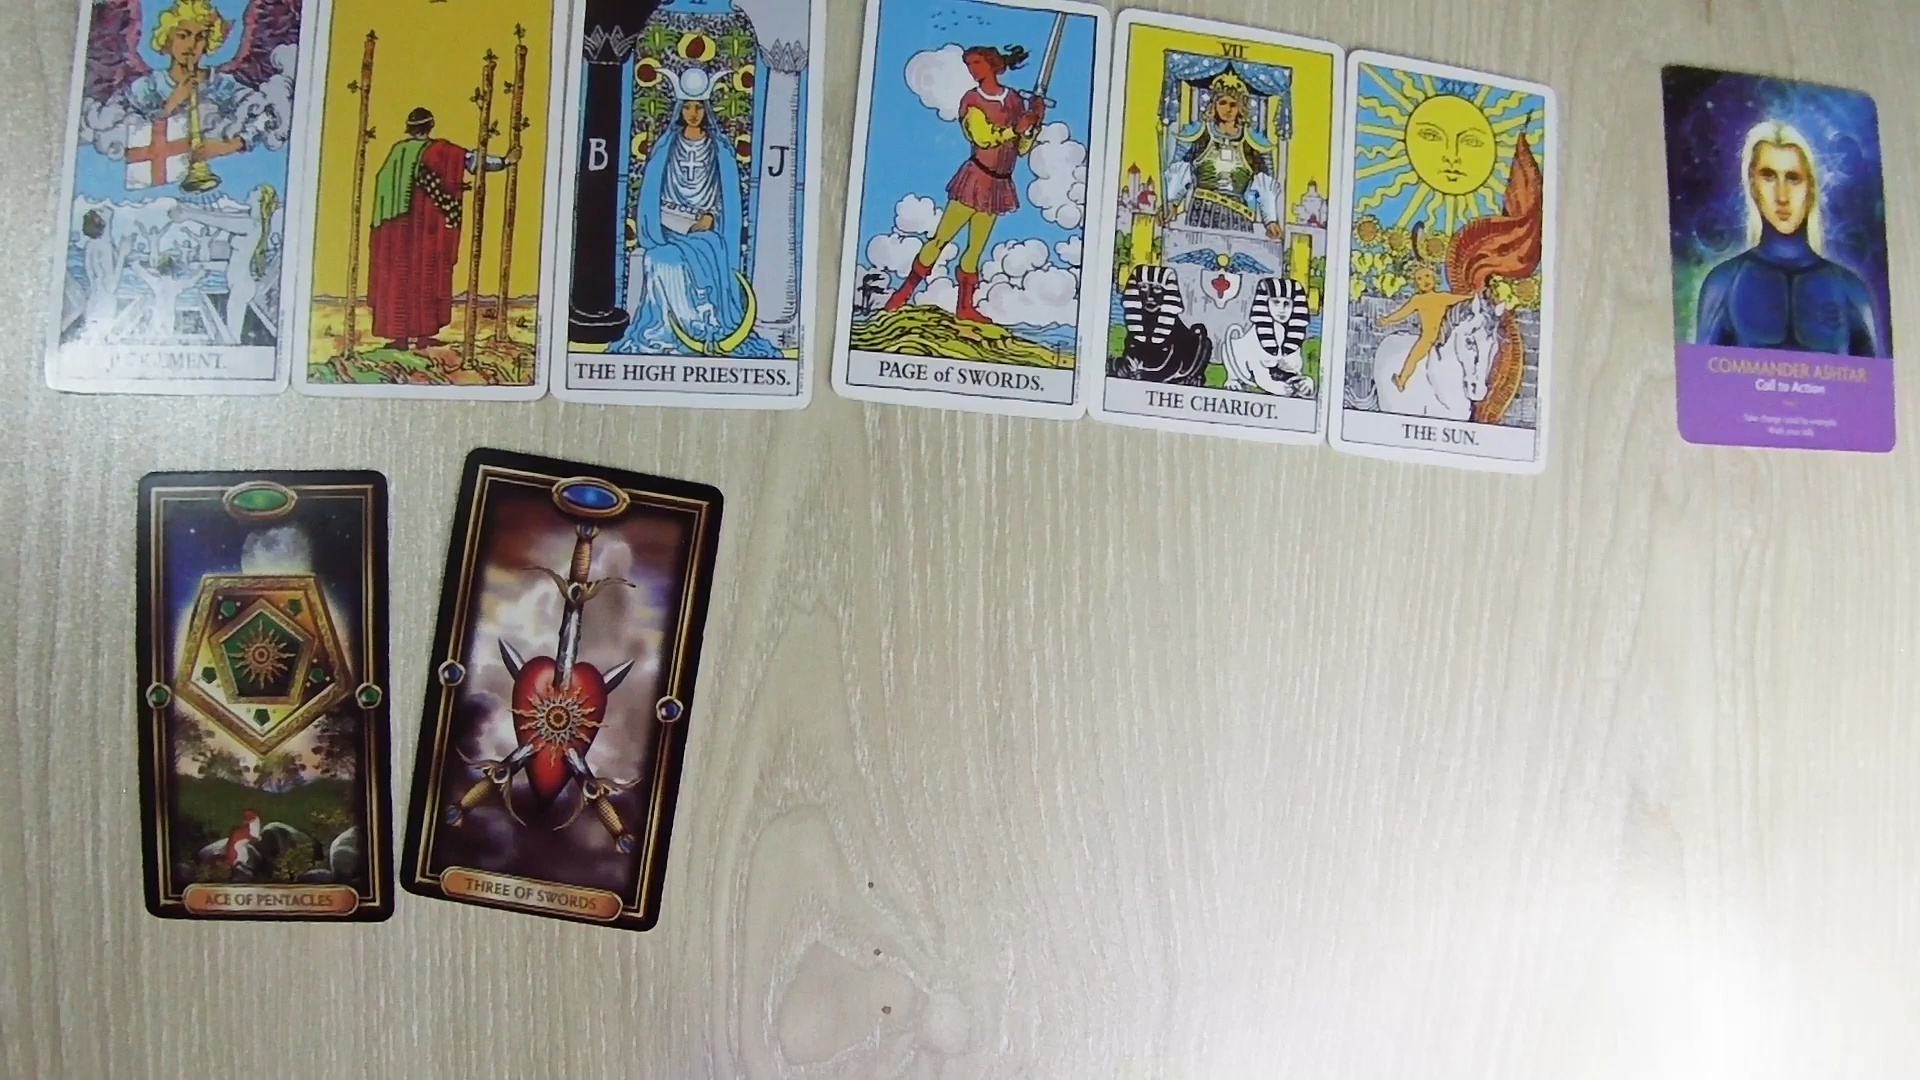 JUDGEMENT.
B
J
THE HIGH PRIESTESS.
PAGE of SWORDS.
VII
THE CHARIOT.
XIX
THE SUN.
COMMANDER ASHTAR
Call to Action
ACE OF PENTACLES
THREE OF SWORDS